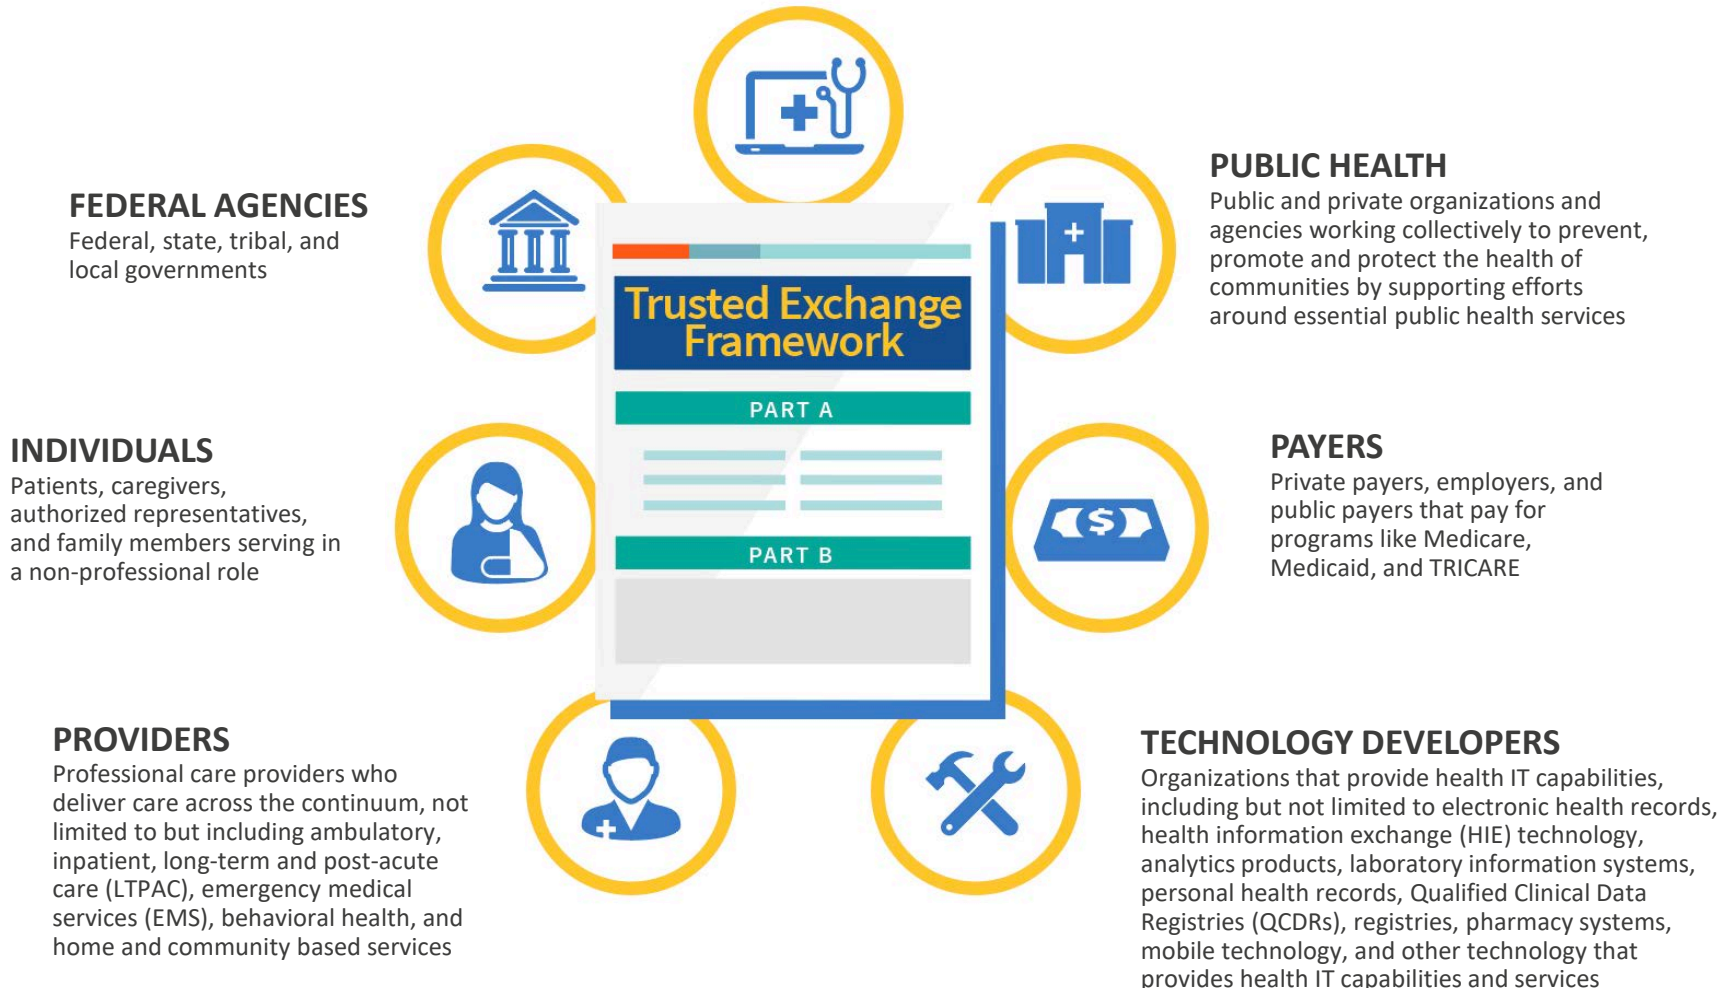 FEDERAL AGENCIES
Federal, state, tribal, and
local governments
INDIVIDUALS
Patients, caregivers,
authorized representatives,
and family members serving in
a non-professional role
PROVIDERS
Professional care providers who
deliver care across the continuum, not
limited to but including ambulatory,
inpatient, long-term and post-acute
care (LTPAC), emergency medical
services (EMS), behavioral health, and
home and community based services
Trusted Exchange
Framework
PART A
PART B
$
PUBLIC HEALTH
Public and private organizations and
agencies working collectively to prevent,
promote and protect the health of
communities by supporting efforts
around essential public health services
PAYERS
Private payers, employers, and
public payers that pay for
programs like Medicare,
Medicaid, and TRICARE
TECHNOLOGY DEVELOPERS
Organizations that provide health IT capabilities,
including but not limited to electronic health records,
health information exchange (HIE) technology,
analytics products, laboratory information systems,
personal health records, Qualified Clinical Data
Registries (QCDRs), registries, pharmacy systems,
mobile technology, and other technology that
provides health IT capabilities and services